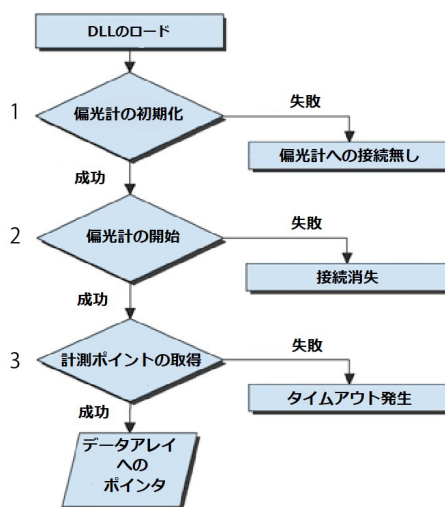 DLLのロード
1
偏光計の初期化
失敗
偏光計への接続無し
成功
2
偏光計の開始
失敗
接続消失
成功
3
計測ポイントの取得
失敗
タイムアウト発生
成功
データアレイ
への
ポインタ